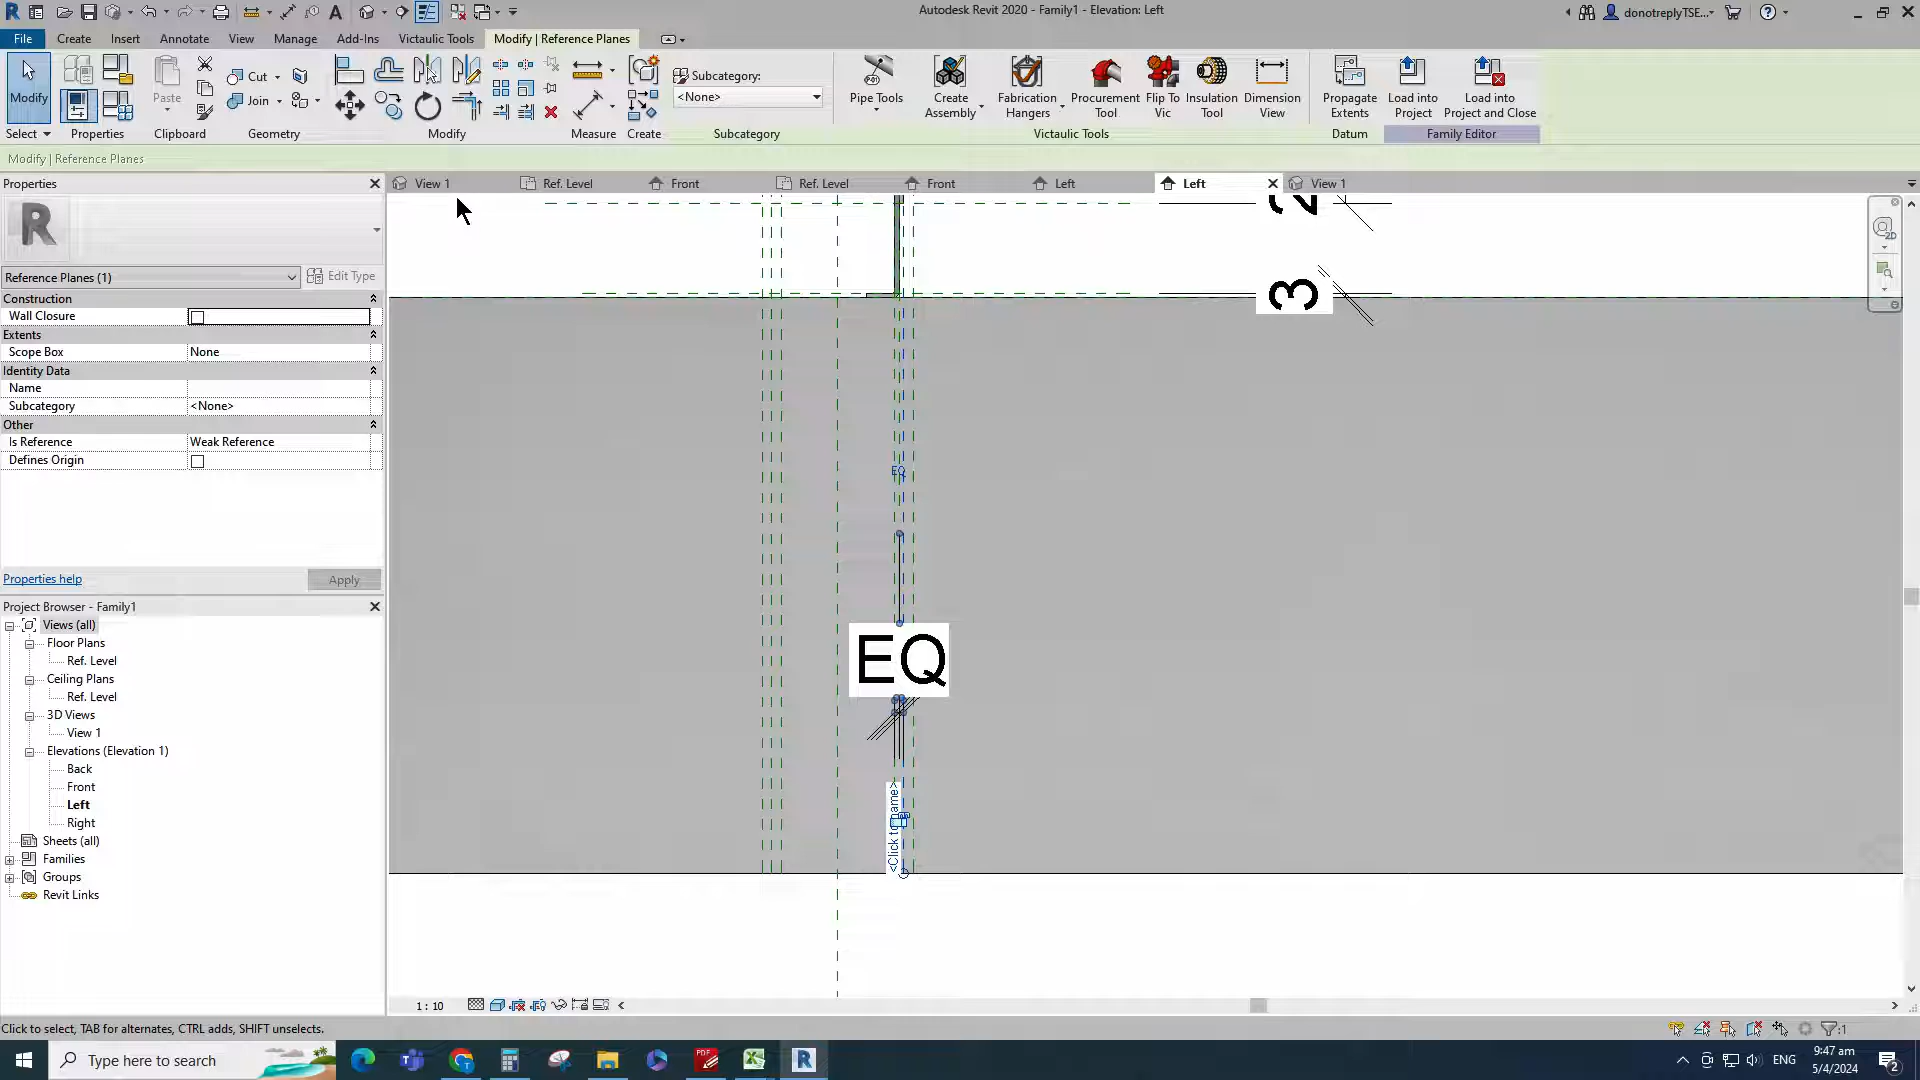 Autodesk Revit 2020 - Family1 - Elevation: Left
donotreplyTSE...
File Create Insert Annotate View Manage Add-Ins Victaulic Tools Modify | Reference Planes
Modify
Paste
Cut
Join
Subcategory:
<None>
Pipe Tools
Create Assembly
Fabrication Hangers
Procurement Tool
Flip To Vic
Insulation Tool
Dimension View
Propagate Extents
Load into Project
Load into Project and Close
Select Properties Clipboard Geometry Modify Measure Create Subcategory Victaulic Tools Datum Family Editor
Modify | Reference Planes
Properties
View 1 Ref. Level Front Ref. Level Front Left Left View 1
R
Reference Planes (1)
Edit Type
Construction
Wall Closure
Extents
Scope Box None
Identity Data
Name
Subcategory <None>
Other
Is Reference Weak Reference
Defines Origin
Properties help
Apply
Project Browser - Family1
Views (all)
Floor Plans
Ref. Level
Ceiling Plans
Ref. Level
3D Views
View 1
Elevations (Elevation 1)
Back
Front
Left
Right
Sheets (all)
Families
Groups
Revit Links
3
EQ
EQ
1 : 10
Click to select, TAB for alternates, CTRL adds, SHIFT unselects.
:1
Type here to search
ENG
9:47 am
5/4/2024
2